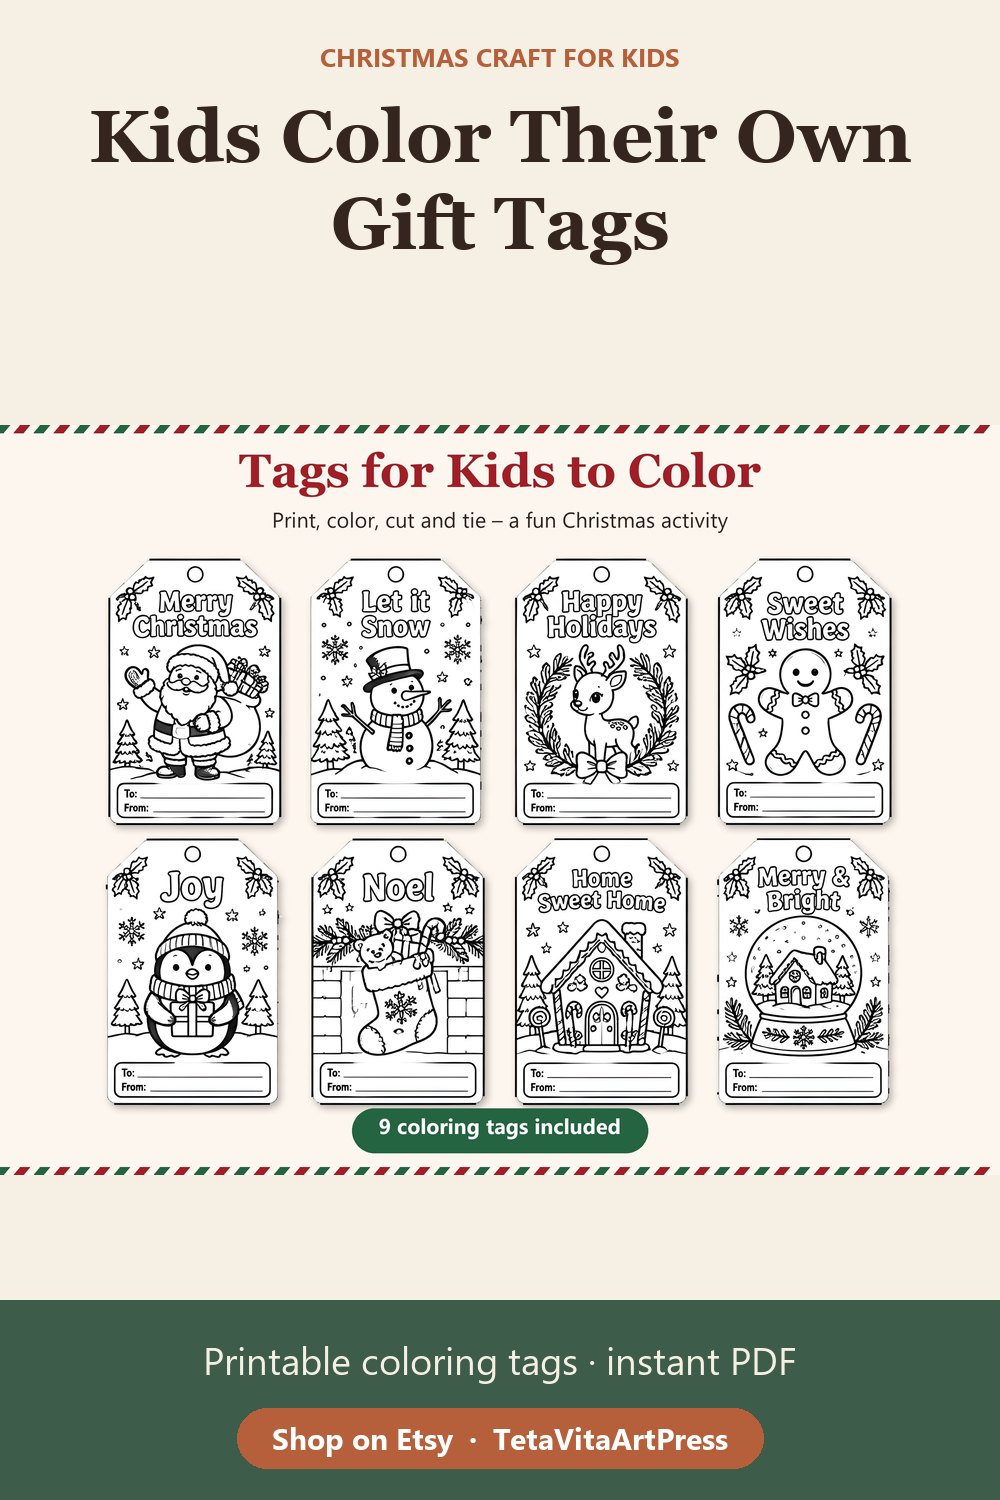 CHRISTMAS CRAFT FOR KIDS
Kids Color Their Own
Gift Tags
Tags for Kids to Color
Print, color, cut and tie – a fun Christmas activity
Merry
Christmas
To:
From:
Let it
Snow
To:
From:
Happy
Holidays
To:
From:
Sweet
Wishes
To:
From:
Joy
To:
From:
Noel
To:
From:
Home
Sweet Home
To:
From:
Merry &
Bright
To:
From:
9 coloring tags included
Printable coloring tags · instant PDF
Shop on Etsy · TetaVitaArtPress